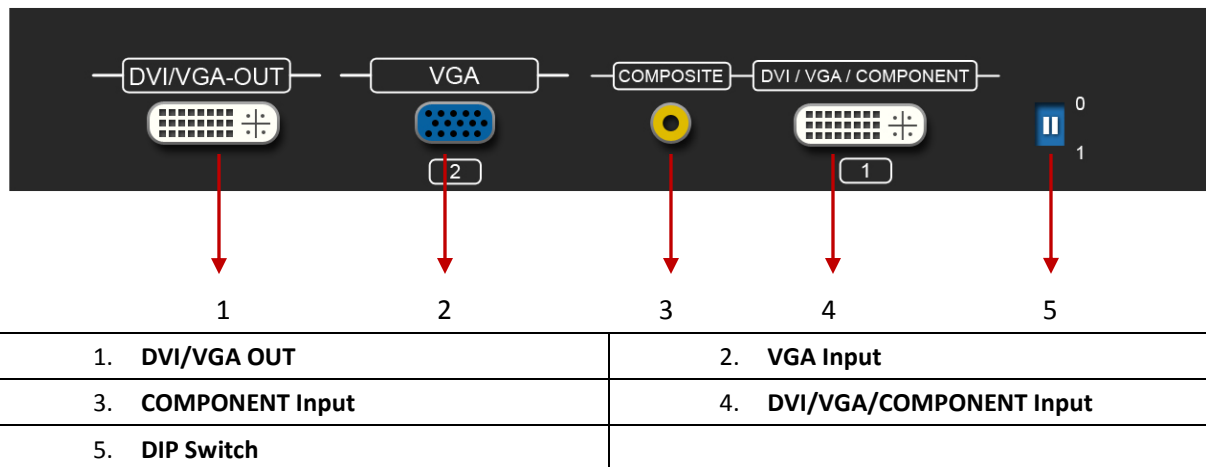 DVI/VGA-OUT VGA COMPOSITE DVI / VGA / COMPONENT
0
1
2 1
1 2 3 4 5
1. DVI/VGA OUT 2. VGA Input
3. COMPONENT Input 4. DVI/VGA/COMPONENT Input
5. DIP Switch